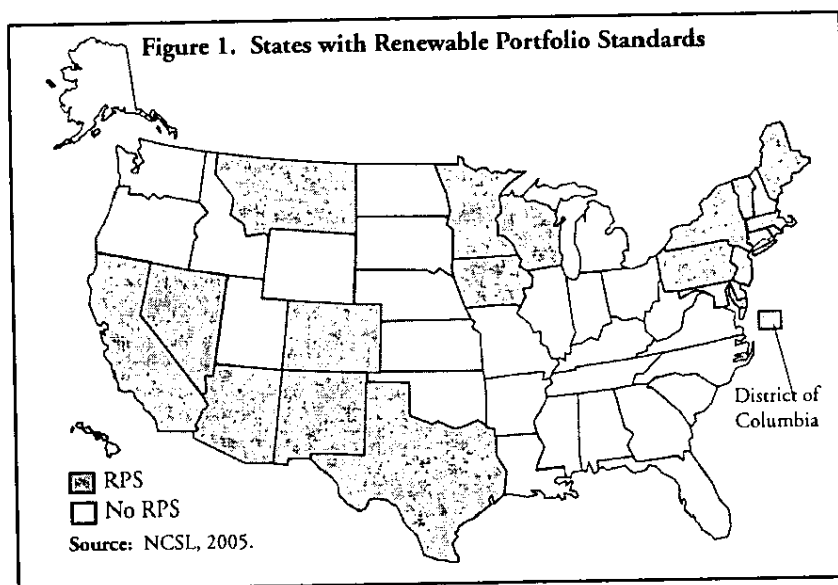 Figure 1. States with Renewable Portfolio Standards
District of
Columbia
RPS
No RPS
Source: NCSL, 2005.